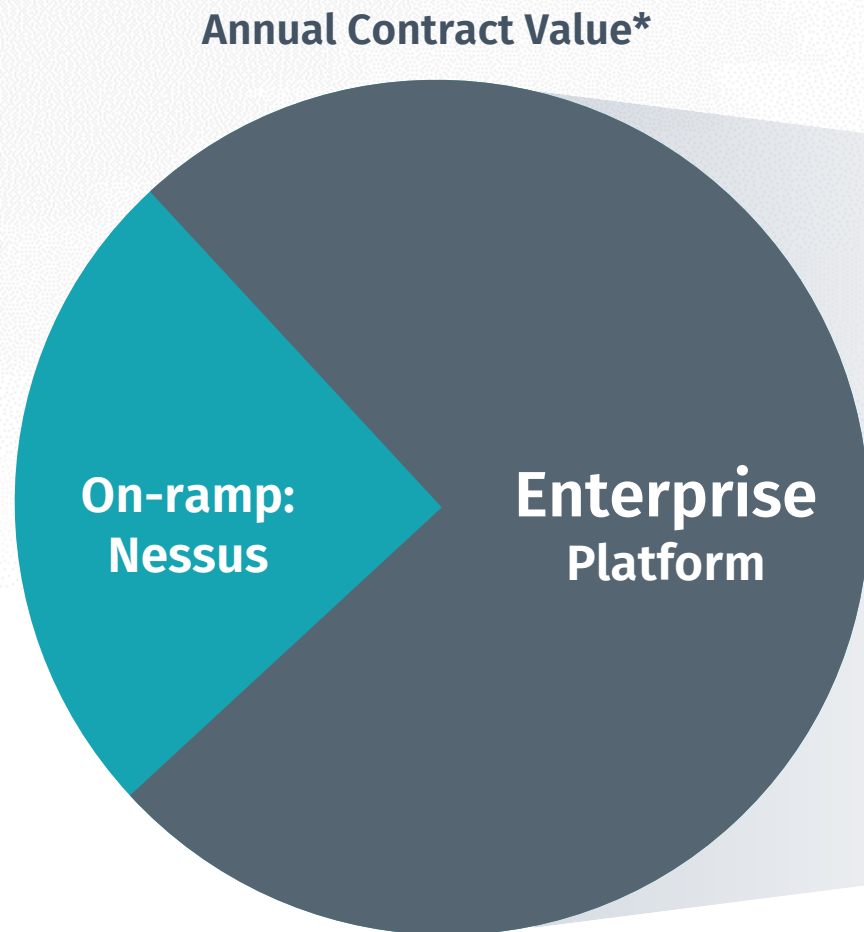 Annual Contract Value*
On-ramp:
Nessus
Enterprise
Platform